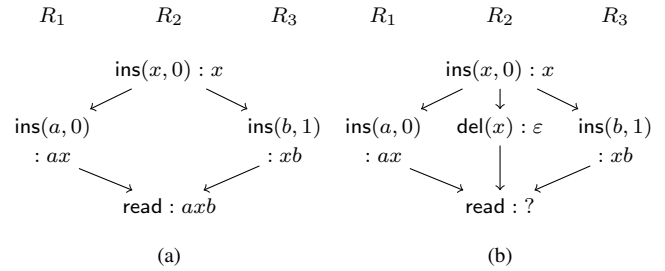 R₁ R₂ R₃ R₁ R₂ R₃
ins(x, 0) : x ins(x, 0) : x
ins(a, 0) ins(b, 1) ins(a, 0) del(x) : ε ins(b, 1)
: ax : xb : ax : xb
read : axb read : ?
(a) (b)